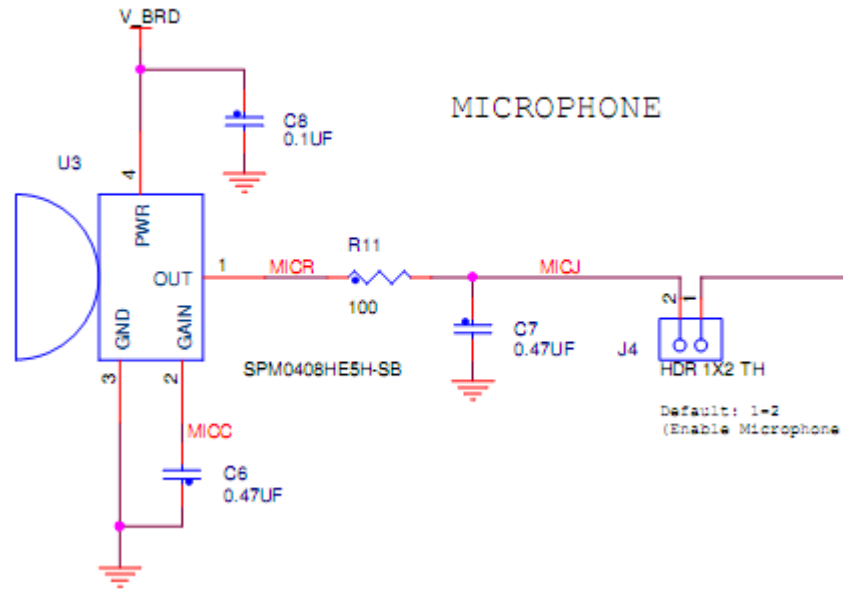 V_BRD
MICROPHONE
C8
0.1UF
U3
4
PWR
R11
1
MICR
MICJ
OUT
100
2
1
GND
GAIN
C7
0.47UF
J4
3
2
SPM0408HE5H-SB
HDR 1X2 TH
MICC
Default: 1-2
(Enable Microphone
C6
0.47UF